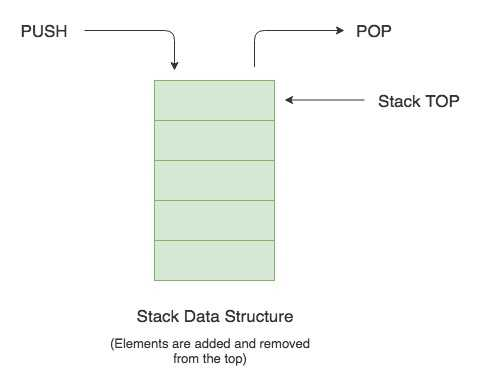 PUSH
POP
Stack TOP
Stack Data Structure
(Elements are added and removed
from the top)